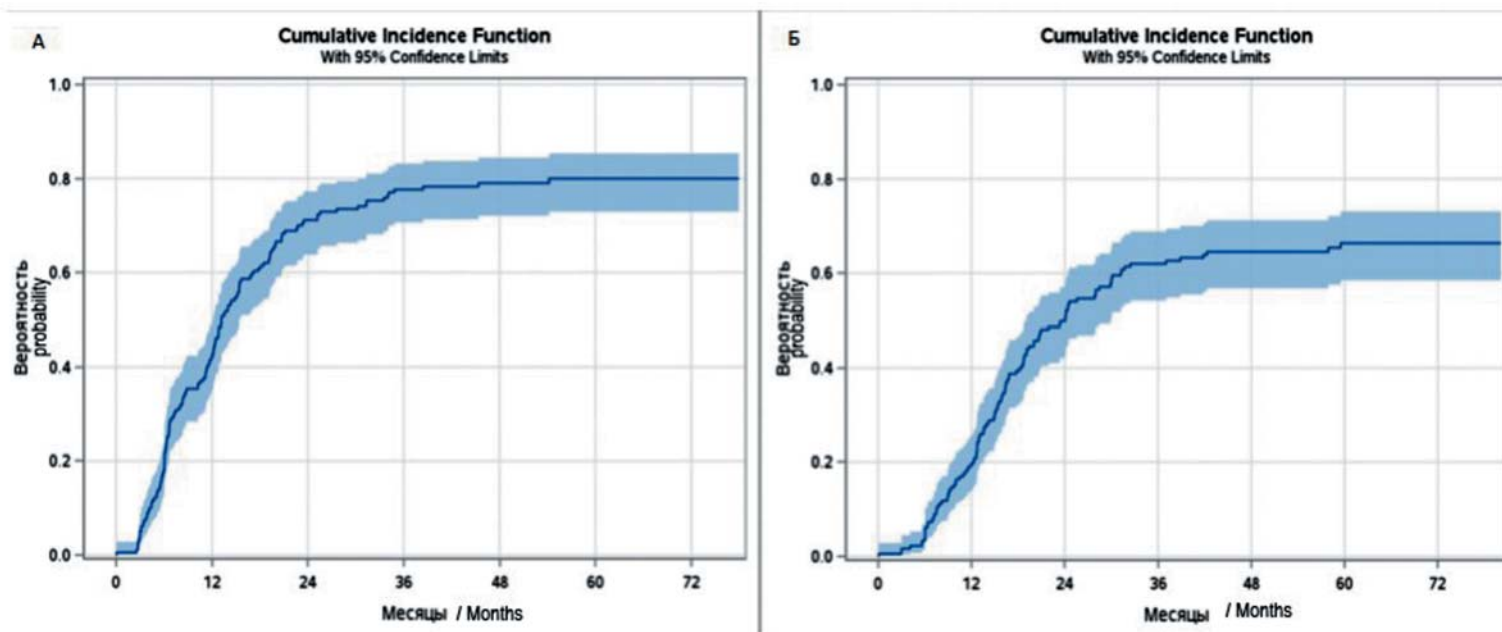 А
Cumulative Incidence Function
With 95% Confidence Limits
1.0
0.8
0.6
0.4
0.2
0.0
Вероятность
probability
0 12 24 36 48 60 72
Месяцы / Months
Б
Cumulative Incidence Function
With 95% Confidence Limits
1.0
0.8
0.6
0.4
0.2
0.0
Вероятность
probability
0 12 24 36 48 60 72
Месяцы / Months